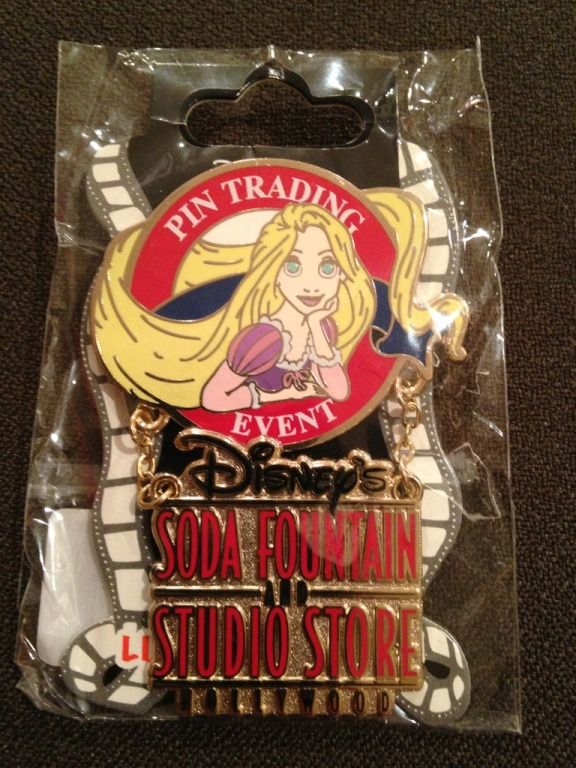 PIN TRADING
EVENT
DISNEY'S
SODA FOUNTAIN
AND
STUDIO STORE
HOLLYWOOD